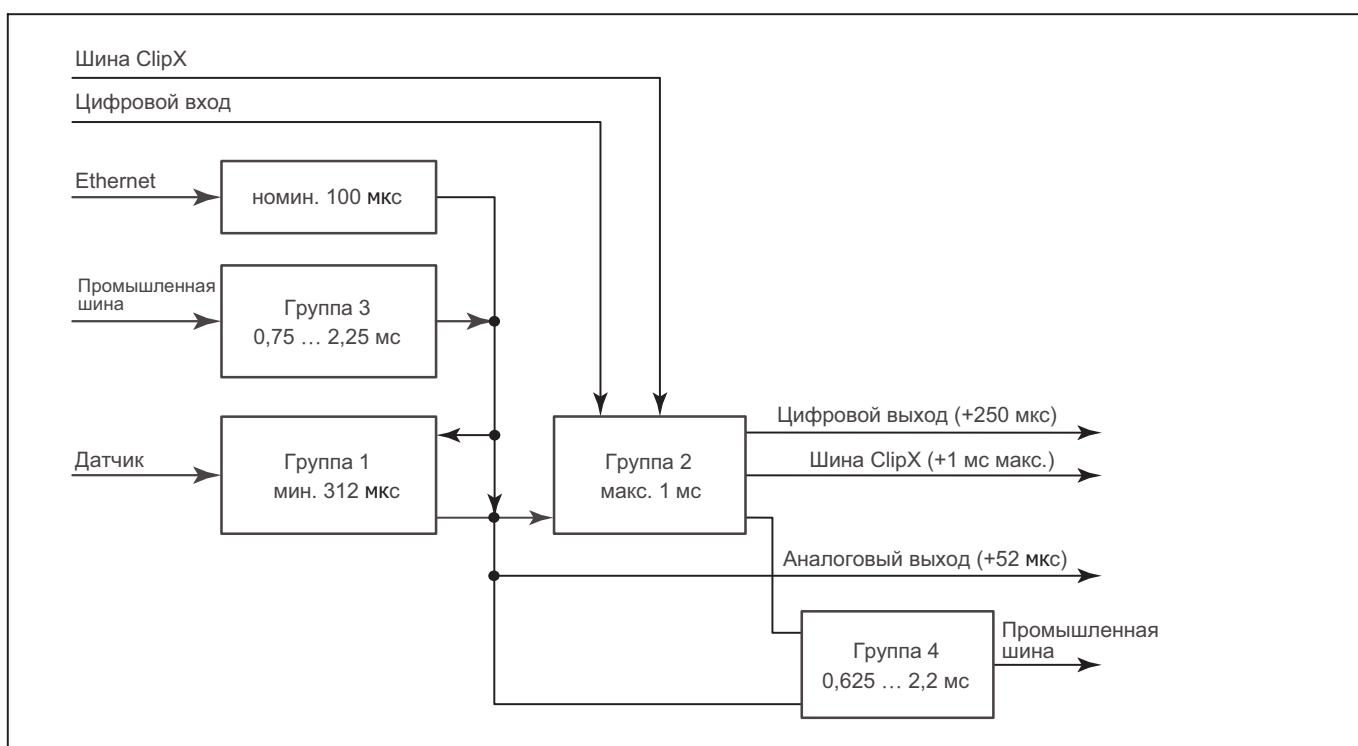 Шина ClipX
Цифровой вход
Ethernet
номин. 100 мкс
Промышленная
шина
Группа 3
0,75 … 2,25 мс
Датчик
Группа 1
мин. 312 мкс
Группа 2
макс. 1 мс
Цифровой выход (+250 мкс)
Шина ClipX (+1 мс макс.)
Аналоговый выход (+52 мкс)
Группа 4
0,625 … 2,2 мс
Промышленная
шина